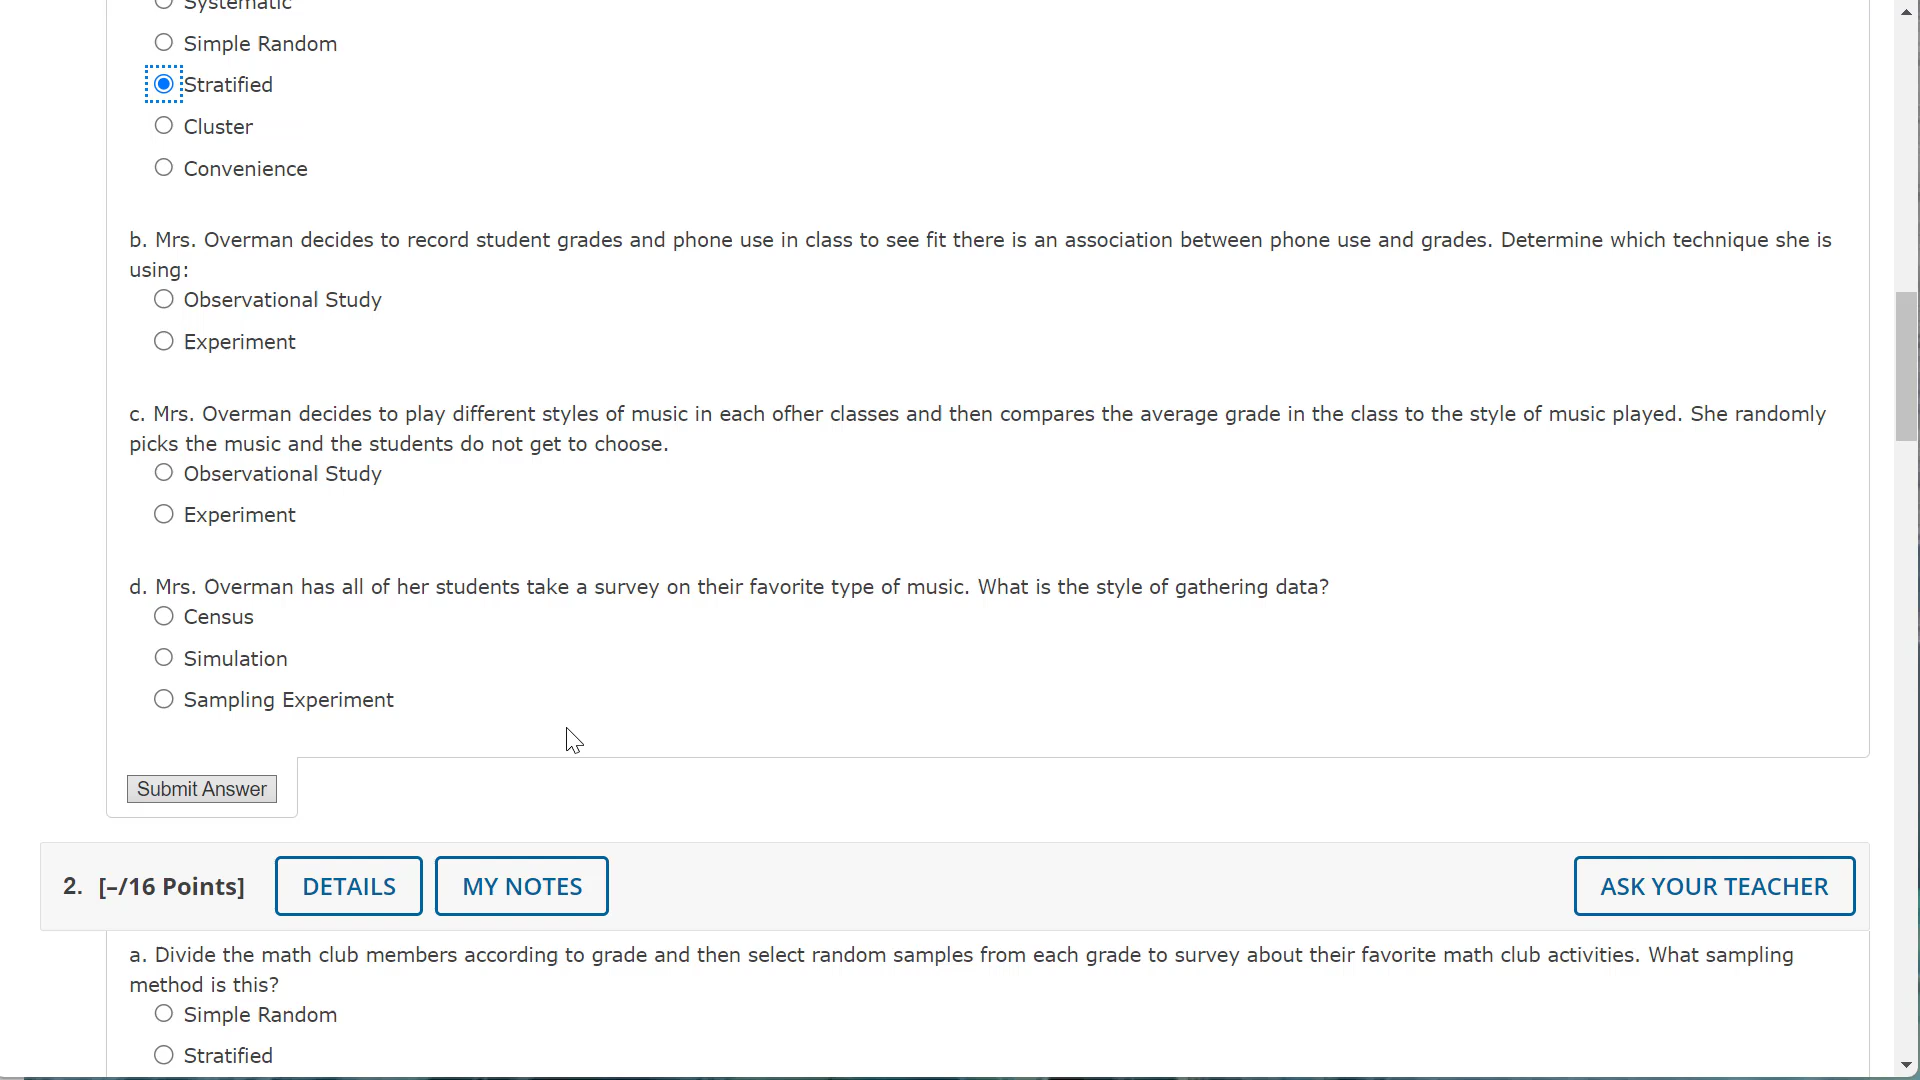 Systematic
Simple Random
Stratified
Cluster
Convenience
b. Mrs. Overman decides to record student grades and phone use in class to see fit there is an association between phone use and grades. Determine which technique she is
using:
Observational Study
Experiment
c. Mrs. Overman decides to play different styles of music in each ofher classes and then compares the average grade in the class to the style of music played. She randomly
picks the music and the students do not get to choose.
Observational Study
Experiment
d. Mrs. Overman has all of her students take a survey on their favorite type of music. What is the style of gathering data?
Census
Simulation
Sampling Experiment
Submit Answer
2. [–/16 Points] DETAILS MY NOTES ASK YOUR TEACHER
a. Divide the math club members according to grade and then select random samples from each grade to survey about their favorite math club activities. What sampling
method is this?
Simple Random
Stratified